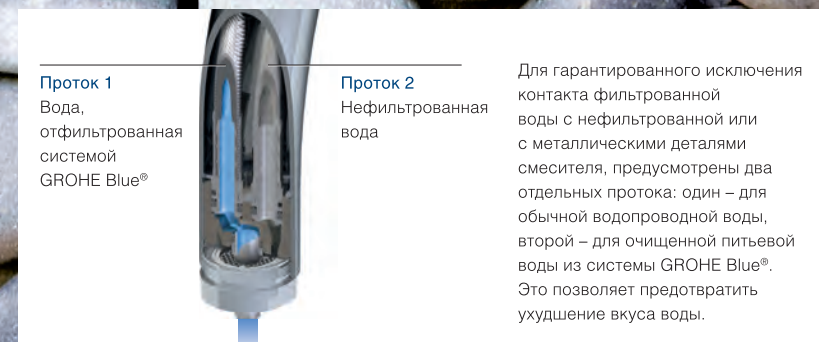 Проток 1
Вода,
отфильтрованная
системой
GROHE Blue®
Проток 2
Нефильтрованная
вода
Для гарантированного исключения
контакта фильтрованной
воды с нефильтрованной или
с металлическими деталями
смесителя, предусмотрены два
отдельных протока: один – для
обычной водопроводной воды,
второй – для очищенной питьевой
воды из системы GROHE Blue®.
Это позволяет предотвратить
ухудшение вкуса воды.